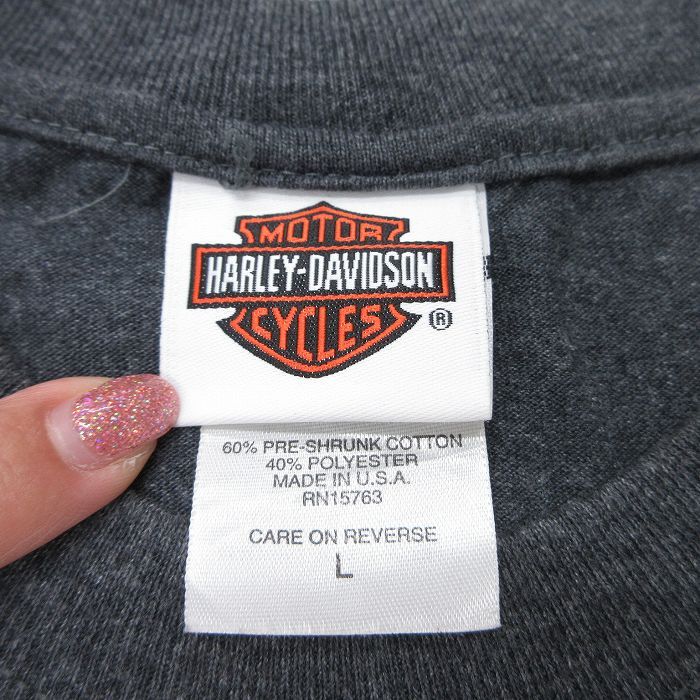 MOTOR
HARLEY-DAVIDSON
CYCLES ®
60% PRE-SHRUNK COTTON
40% POLYESTER
MADE IN U.S.A.
RN15763
CARE ON REVERSE
L